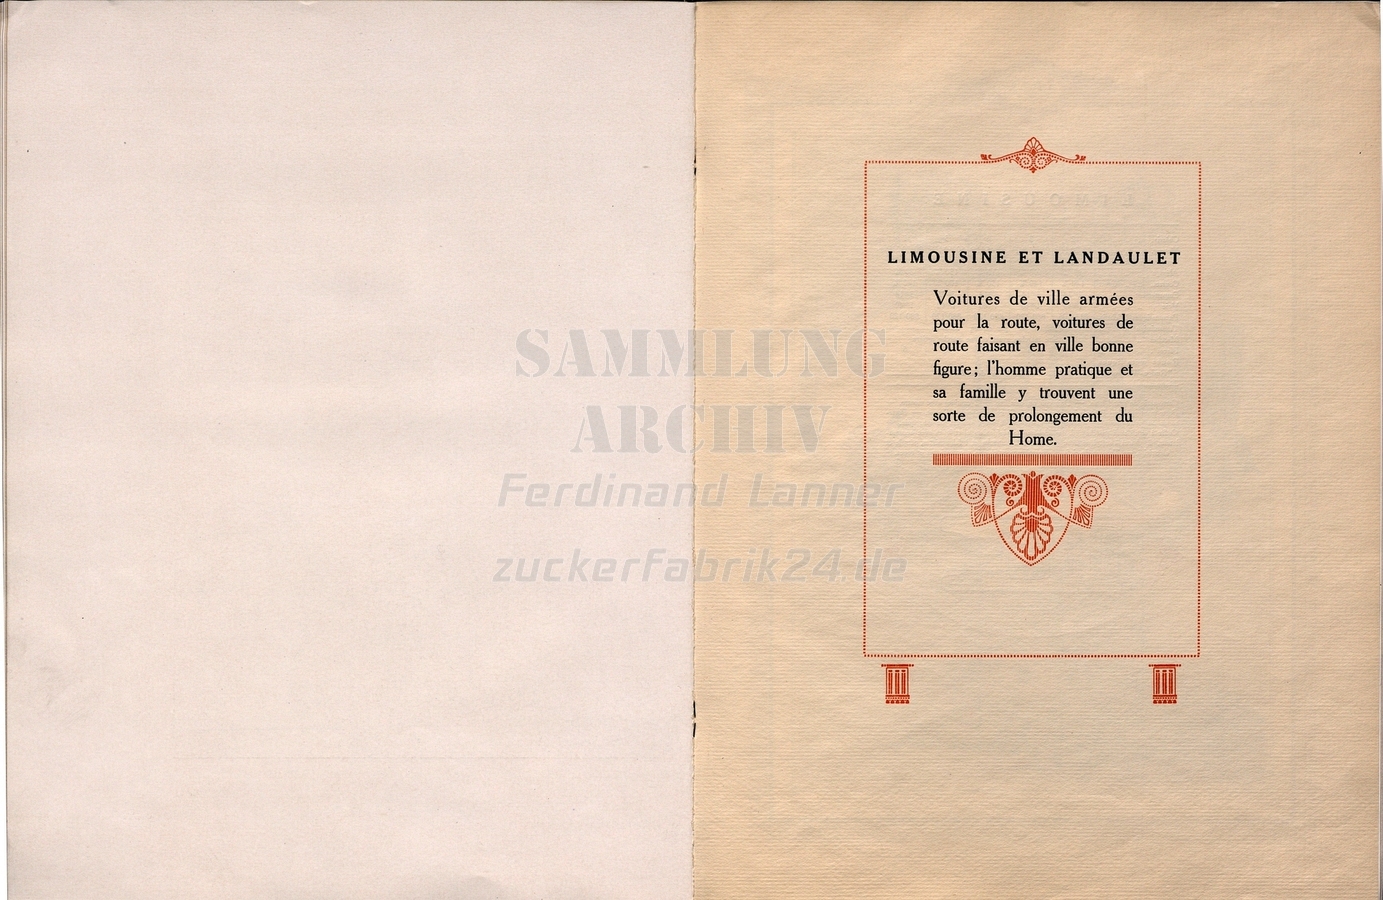 LIMOUSINE
LIMOUSINE ET LANDAULET
Voitures de ville armées
pour la route, voitures de
route faisant en ville bonne
figure; l'homme pratique et
sa famille y trouvent une
sorte de prolongement du
Home.
SAMMLUNG
ARCHIV
Ferdinand Lanner
zuckerfabrik24.de